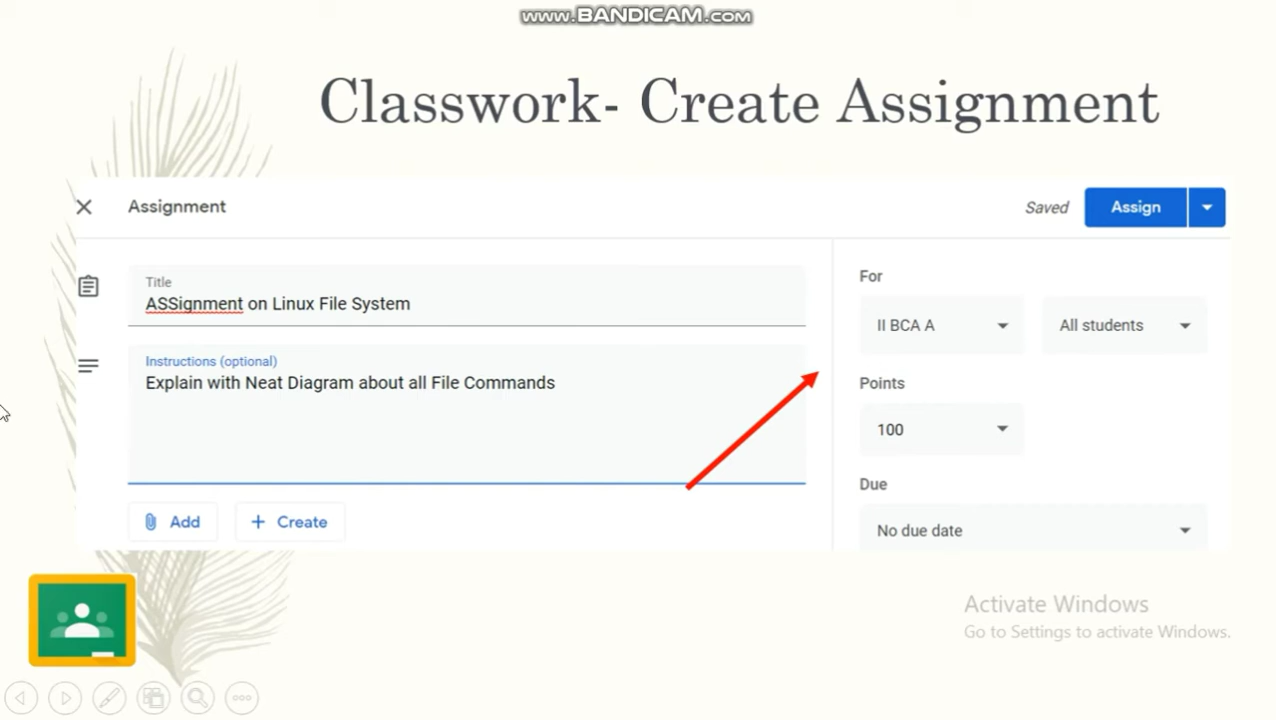 www.BANDICAM.com
Classwork- Create Assignment
Assignment
Saved
Assign
Title
ASSignment on Linux File System
Instructions (optional)
Explain with Neat Diagram about all File Commands
Add
+ Create
For
II BCA A
All students
Points
100
Due
No due date
Activate Windows
Go to Settings to activate Windows.